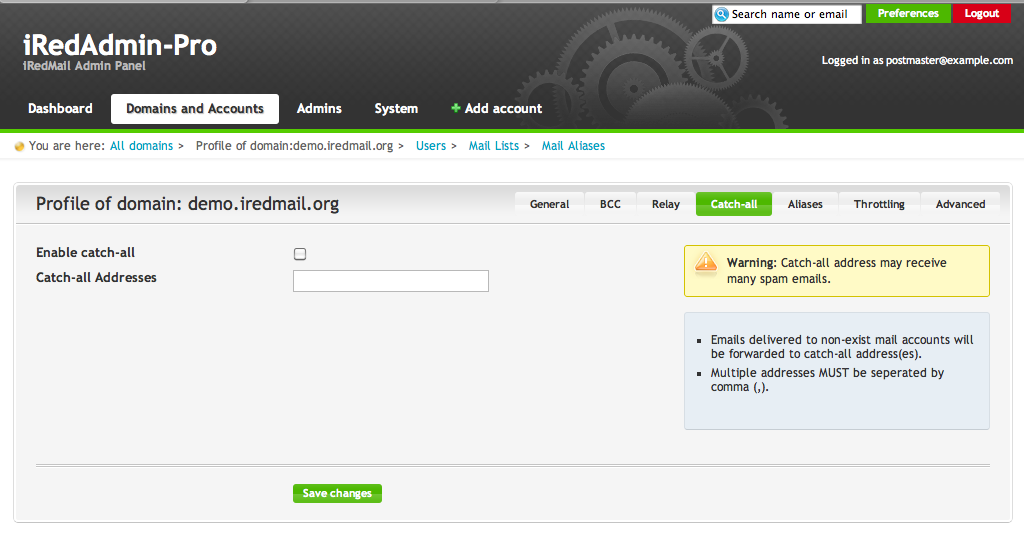 Search name or email
Preferences
Logout
iRedAdmin-Pro
iRedMail Admin Panel
Logged in as postmaster@example.com
Dashboard
Domains and Accounts
Admins
System
Add account
You are here: All domains > Profile of domain:demo.iredmail.org > Users > Mail Lists > Mail Aliases
Profile of domain: demo.iredmail.org
General
BCC
Relay
Catch-all
Aliases
Throttling
Advanced
Enable catch-all
Catch-all Addresses
Warning: Catch-all address may receive
many spam emails.
Emails delivered to non-exist mail accounts will
be forwarded to catch-all address(es).
Multiple addresses MUST be seperated by
comma (,).
Save changes